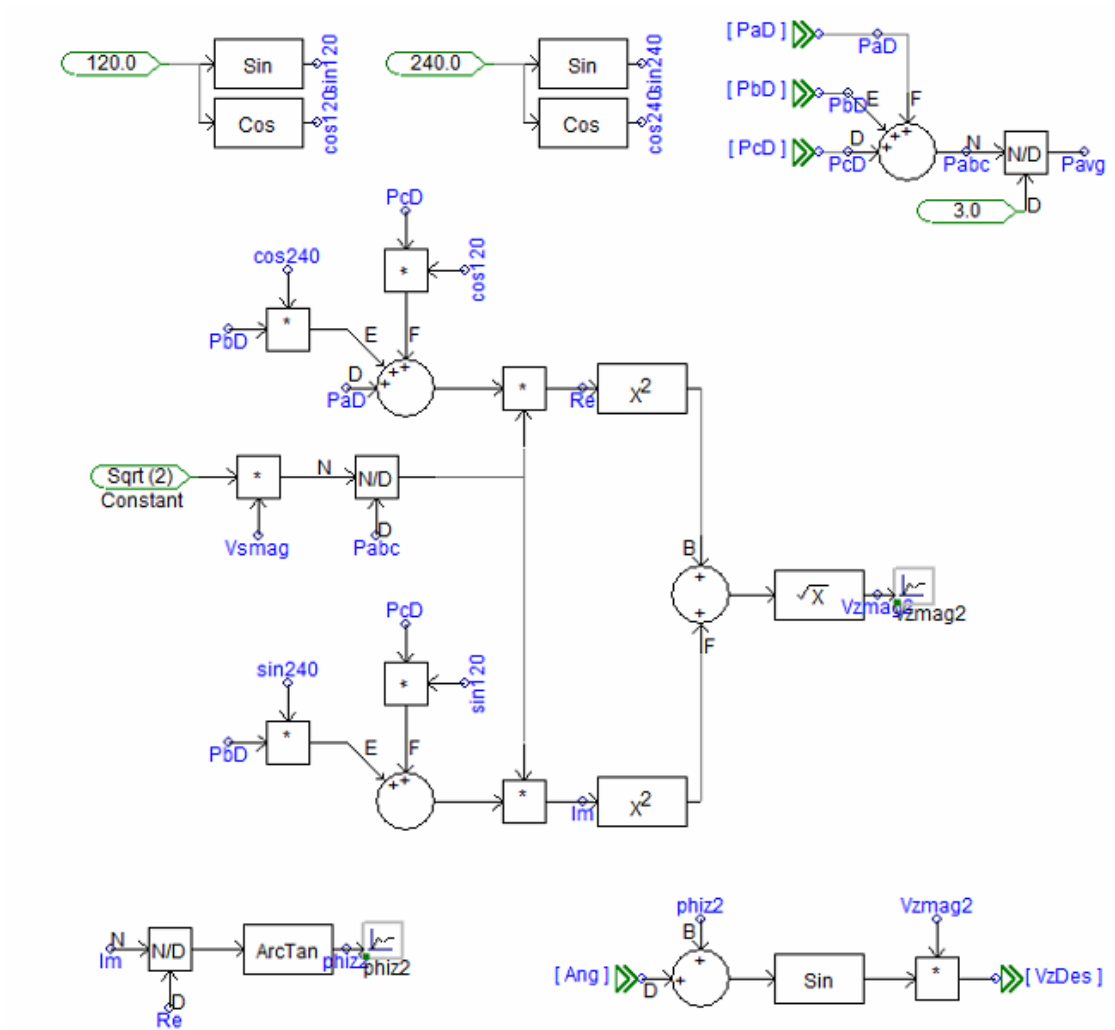 120.0
Sin
sin120
Cos
cos120
240.0
Sin
sin240
Cos
cos240
[ PaD ]
PaD
[ PbD ]
PbD
E
F
+
+
+
[ PcD ]
D
PcD
N
Pabc
N/D
Pavg
3.0
D
PcD
*
cos120
cos240
*
PbD
E
F
+
+
+
D
PaD
*
Re
X2
Sqrt (2)
Constant
*
Vsmag
N
N/D
D
Pabc
B
+
+
F
√X
Vzmag2
Vzmag2
PcD
*
sin120
sin240
*
PbD
E
F
+
+
*
Im
X2
N
Im
N/D
D
Re
ArcTan
phiz2
phiz2
phiz2
B
+
+
[ Ang ]
D
Sin
Vzmag2
*
[ VzDes ]